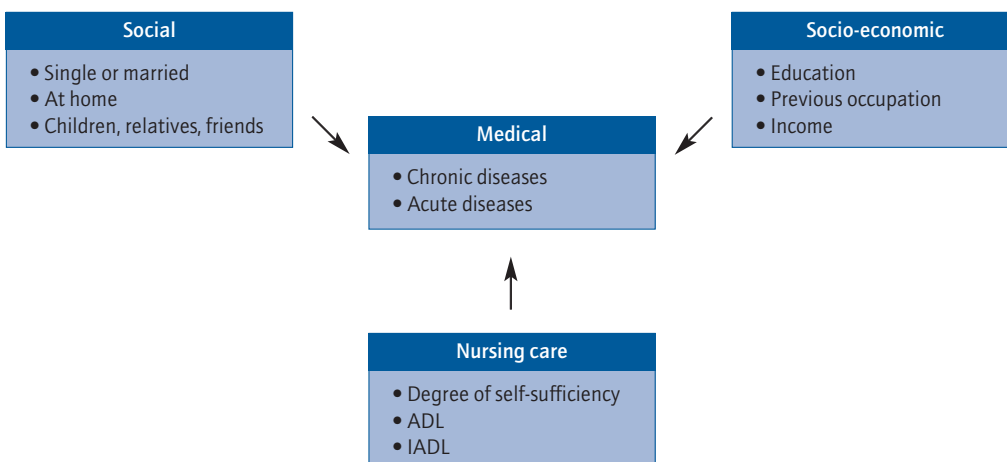 Social
• Single or married
• At home
• Children, relatives, friends
Socio-economic
• Education
• Previous occupation
• Income
Medical
• Chronic diseases
• Acute diseases
Nursing care
• Degree of self-sufficiency
• ADL
• IADL